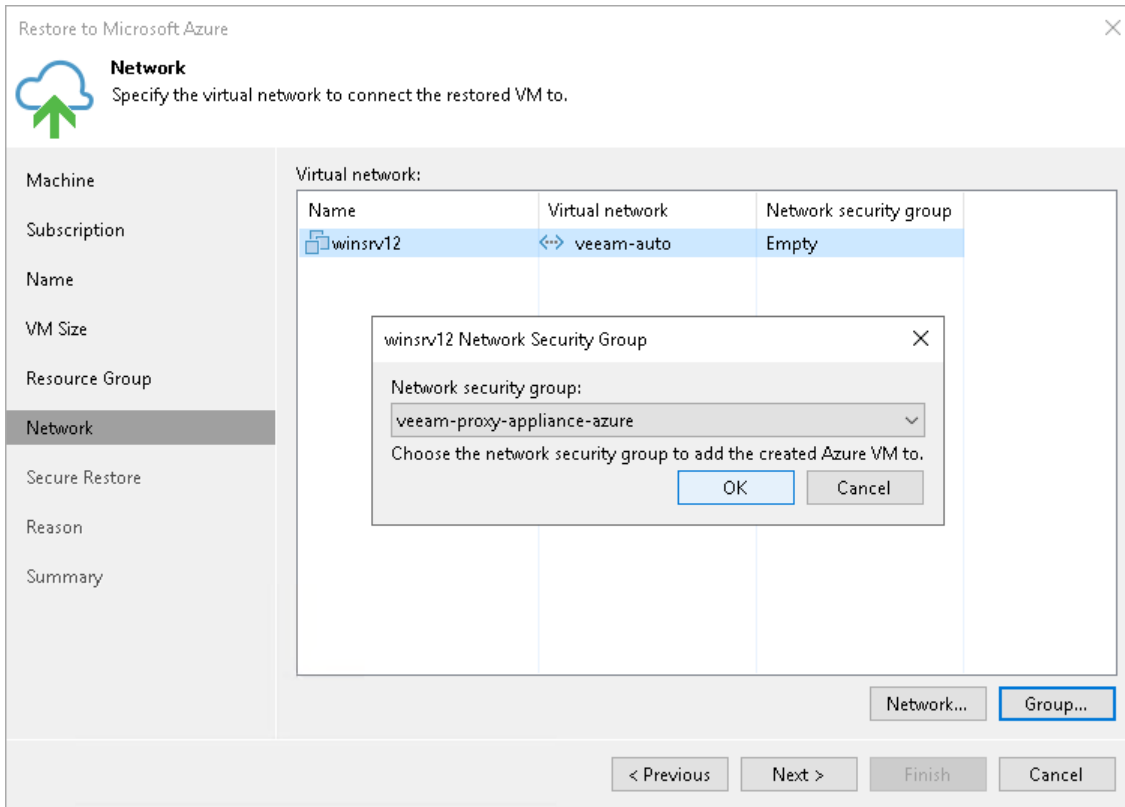 Restore to Microsoft Azure
Network
Specify the virtual network to connect the restored VM to.
Machine
Subscription
Name
VM Size
Resource Group
Network
Secure Restore
Reason
Summary
Virtual network:
Name Virtual network Network security group
winsrv12 veeam-auto Empty
winsrv12 Network Security Group
Network security group:
veeam-proxy-appliance-azure
Choose the network security group to add the created Azure VM to.
OK Cancel
Network... Group...
< Previous Next > Finish Cancel